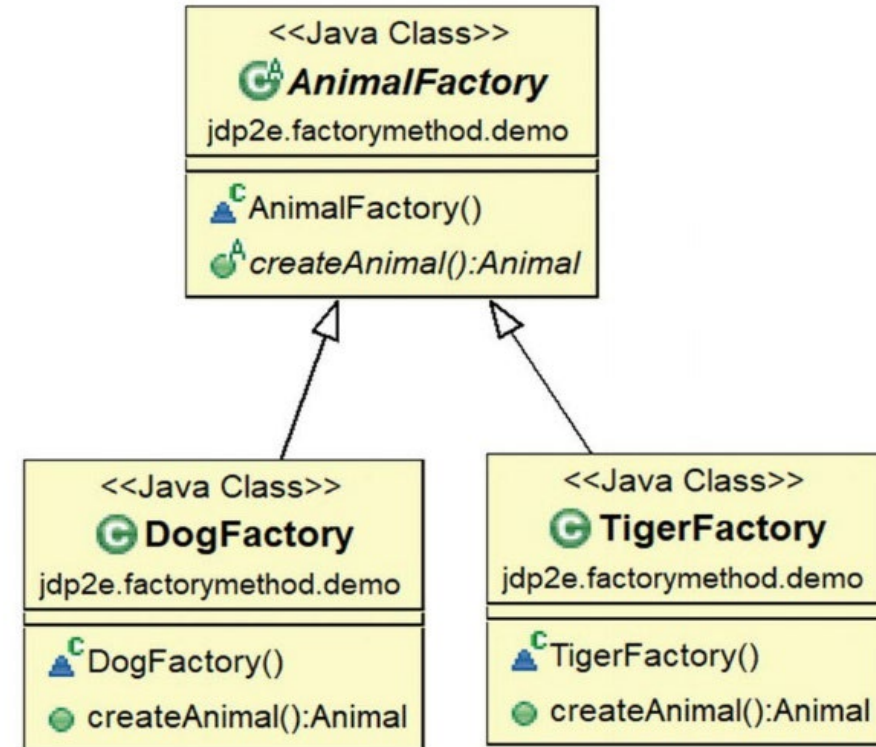 <<Java Class>>
AnimalFactory
jdp2e.factorymethod.demo
AnimalFactory()
createAnimal():Animal
<<Java Class>>
DogFactory
jdp2e.factorymethod.demo
DogFactory()
createAnimal():Animal
<<Java Class>>
TigerFactory
jdp2e.factorymethod.demo
TigerFactory()
createAnimal():Animal